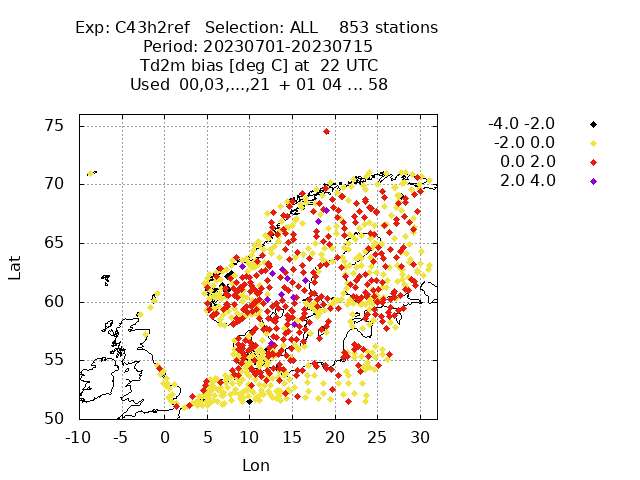 Exp: C43h2ref   Selection: ALL    853 stations
Period: 20230701-20230715
Td2m bias [deg C] at  22 UTC
Used  00,03,...,21  + 01 04 ... 58
-4.0 -2.0
-2.0 0.0
0.0 2.0
2.0 4.0
75
70
65
60
55
50
Lat
-10 -5 0 5 10 15 20 25 30
Lon